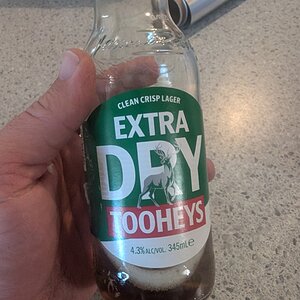 CLEAN CRISP LAGER
EXTRA
DRY
TOOHEYS
4.3% ALC/VOL. 345mL e